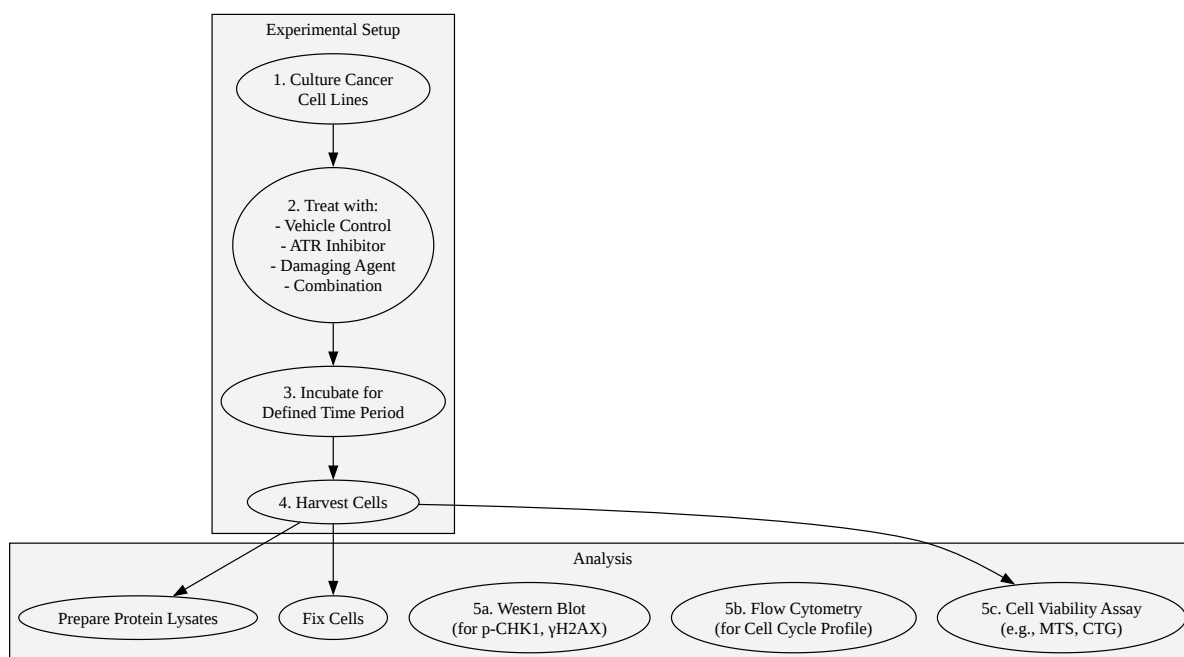 Experimental Setup
1. Culture Cancer
Cell Lines
2. Treat with:
- Vehicle Control
- ATR Inhibitor
- Damaging Agent
- Combination
3. Incubate for
Defined Time Period
4. Harvest Cells
Analysis
Prepare Protein Lysates
Fix Cells
5a. Western Blot
(for p-CHK1, γH2AX)
5b. Flow Cytometry
(for Cell Cycle Profile)
5c. Cell Viability Assay
(e.g., MTS, CTG)